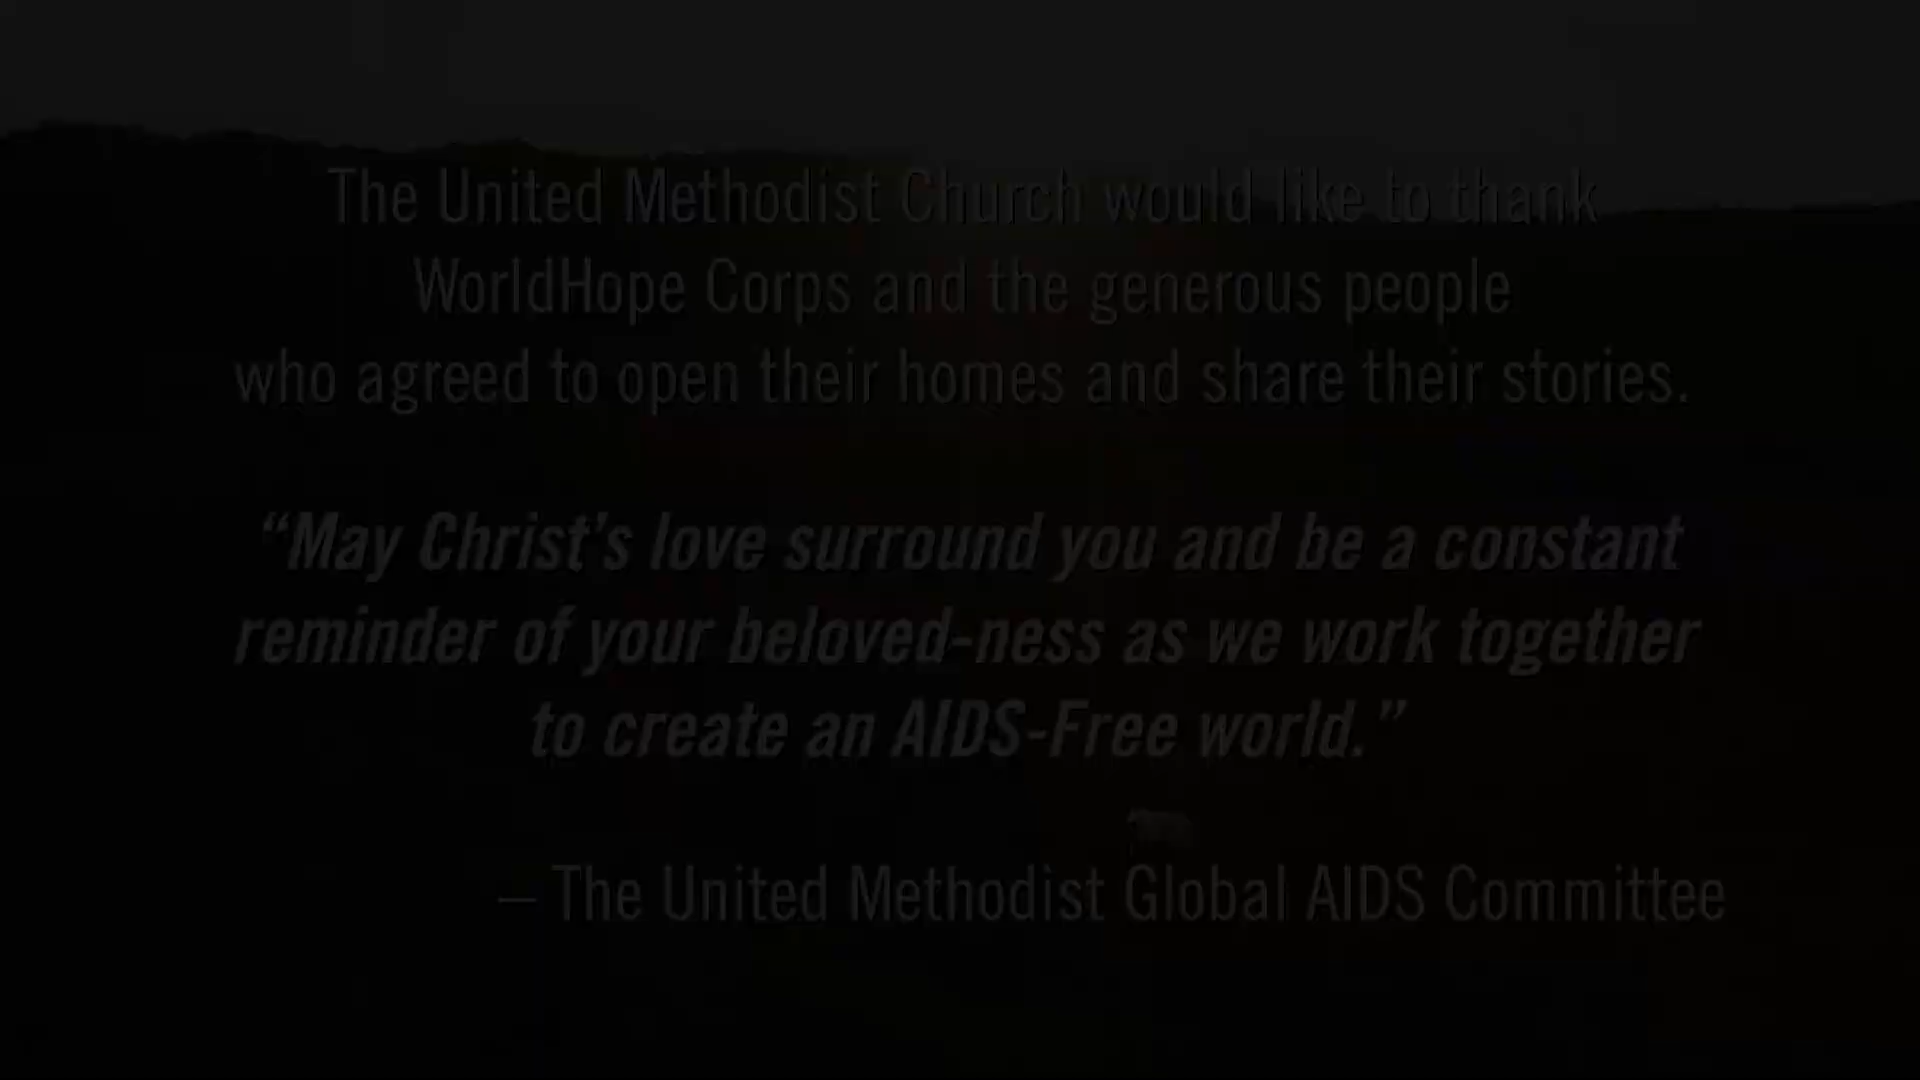 The United Methodist Church would like to thank
WorldHope Corps and the generous people
who agreed to open their homes and share their stories.
“May Christ’s love surround you and be a constant
reminder of your beloved-ness as we work together
to create an AIDS-Free world.”
– The United Methodist Global AIDS Committee